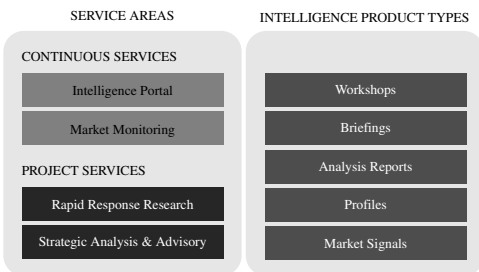 SERVICE AREAS
CONTINUOUS SERVICES
Intelligence Portal
Market Monitoring
PROJECT SERVICES
Rapid Response Research
Strategic Analysis & Advisory
INTELLIGENCE PRODUCT TYPES
Workshops
Briefings
Analysis Reports
Profiles
Market Signals